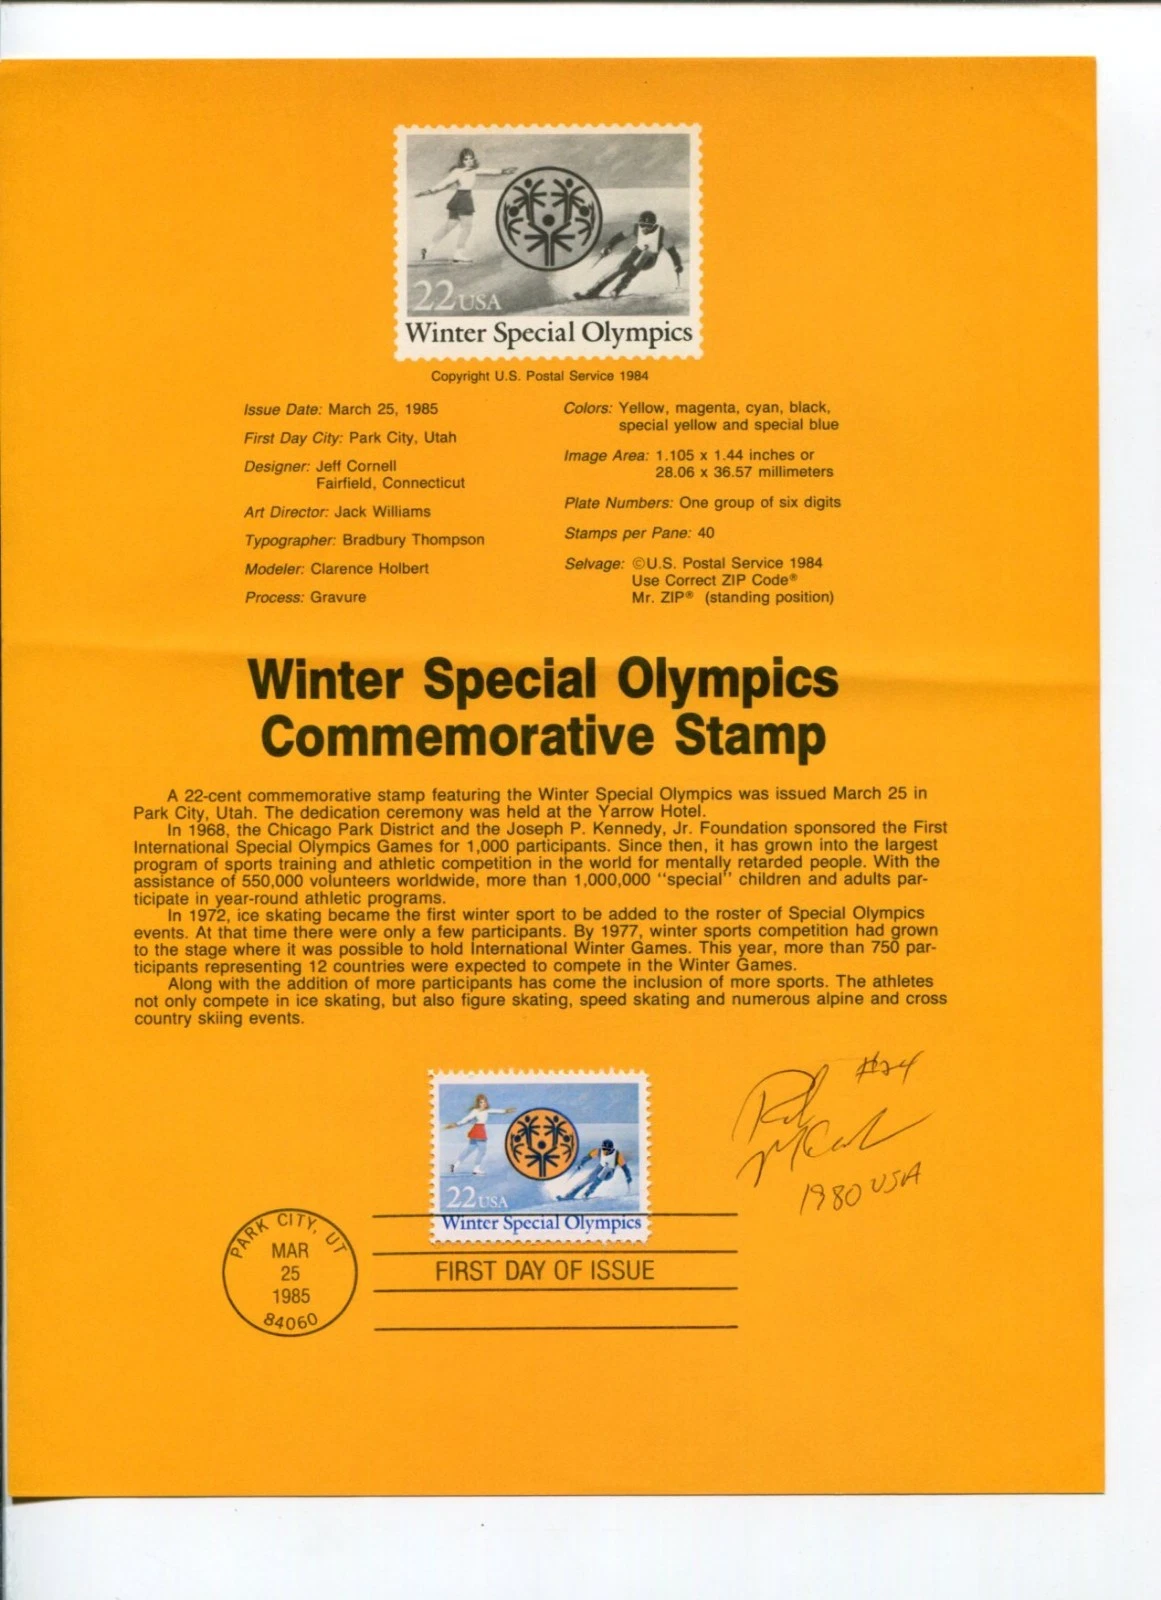 22 USA
Winter Special Olympics
Copyright U.S. Postal Service 1984
Issue Date: March 25, 1985
First Day City: Park City, Utah
Designer: Jeff Cornell
Fairfield, Connecticut
Art Director: Jack Williams
Typographer: Bradbury Thompson
Modeler: Clarence Holbert
Process: Gravure
Colors: Yellow, magenta, cyan, black,
special yellow and special blue
Image Area: 1.105 x 1.44 inches or
28.06 x 36.57 millimeters
Plate Numbers: One group of six digits
Stamps per Pane: 40
Selvage: ©U.S. Postal Service 1984
Use Correct ZIP Code®
Mr. ZIP® (standing position)
Winter Special Olympics
Commemorative Stamp
A 22-cent commemorative stamp featuring the Winter Special Olympics was issued March 25 in
Park City, Utah. The dedication ceremony was held at the Yarrow Hotel.
In 1968, the Chicago Park District and the Joseph P. Kennedy, Jr. Foundation sponsored the First
International Special Olympics Games for 1,000 participants. Since then, it has grown into the largest
program of sports training and athletic competition in the world for mentally retarded people. With the
assistance of 550,000 volunteers worldwide, more than 1,000,000 "special" children and adults par-
ticipate in year-round athletic programs.
In 1972, ice skating became the first winter sport to be added to the roster of Special Olympics
events. At that time there were only a few participants. By 1977, winter sports competition had grown
to the stage where it was possible to hold International Winter Games. This year, more than 750 par-
ticipants representing 12 countries were expected to compete in the Winter Games.
Along with the addition of more participants has come the inclusion of more sports. The athletes
not only compete in ice skating, but also figure skating, speed skating and numerous alpine and cross
country skiing events.
22 USA
Winter Special Olympics
#24
1980 USA
PARK CITY, UT
MAR
25
1985
84060
FIRST DAY OF ISSUE